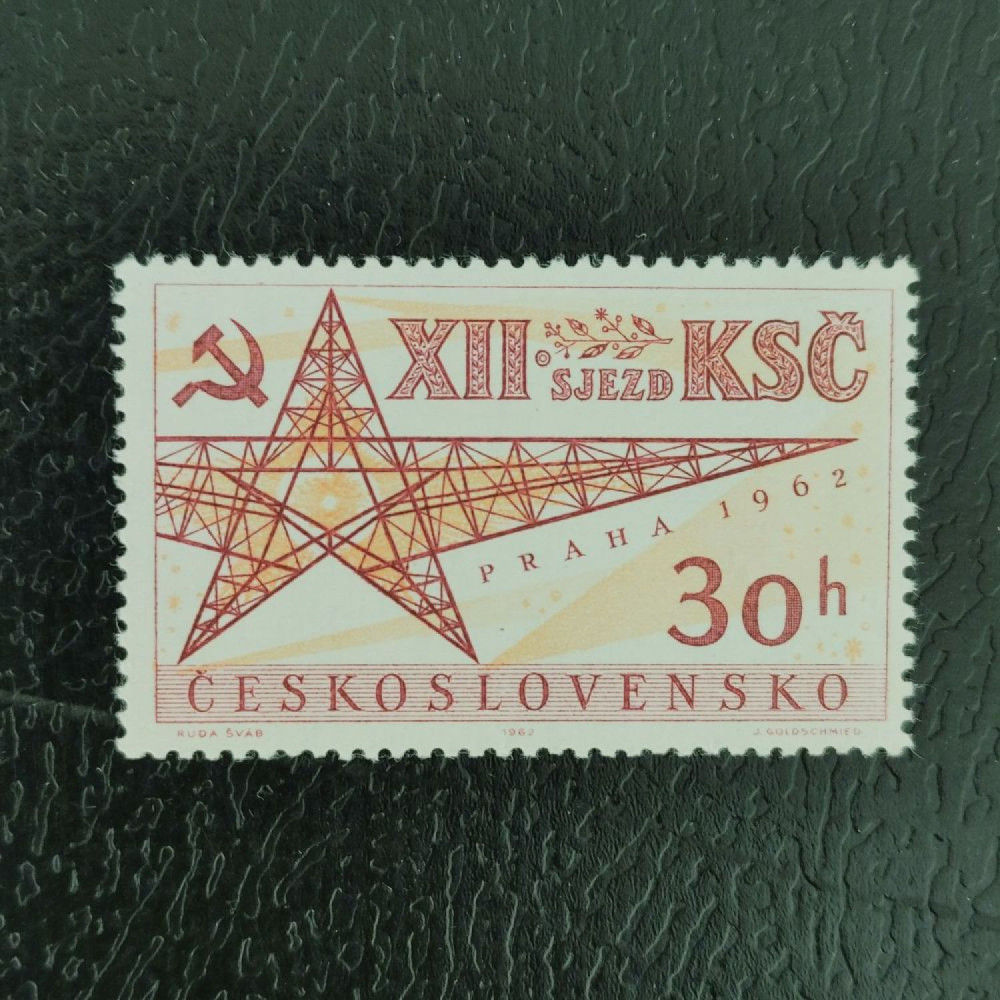 XII. SJEZD KSČ
PRAHA 1962
30h
ČESKOSLOVENSKO
RUDA ŠVÁB 1962 J. GOLDSCHMIED